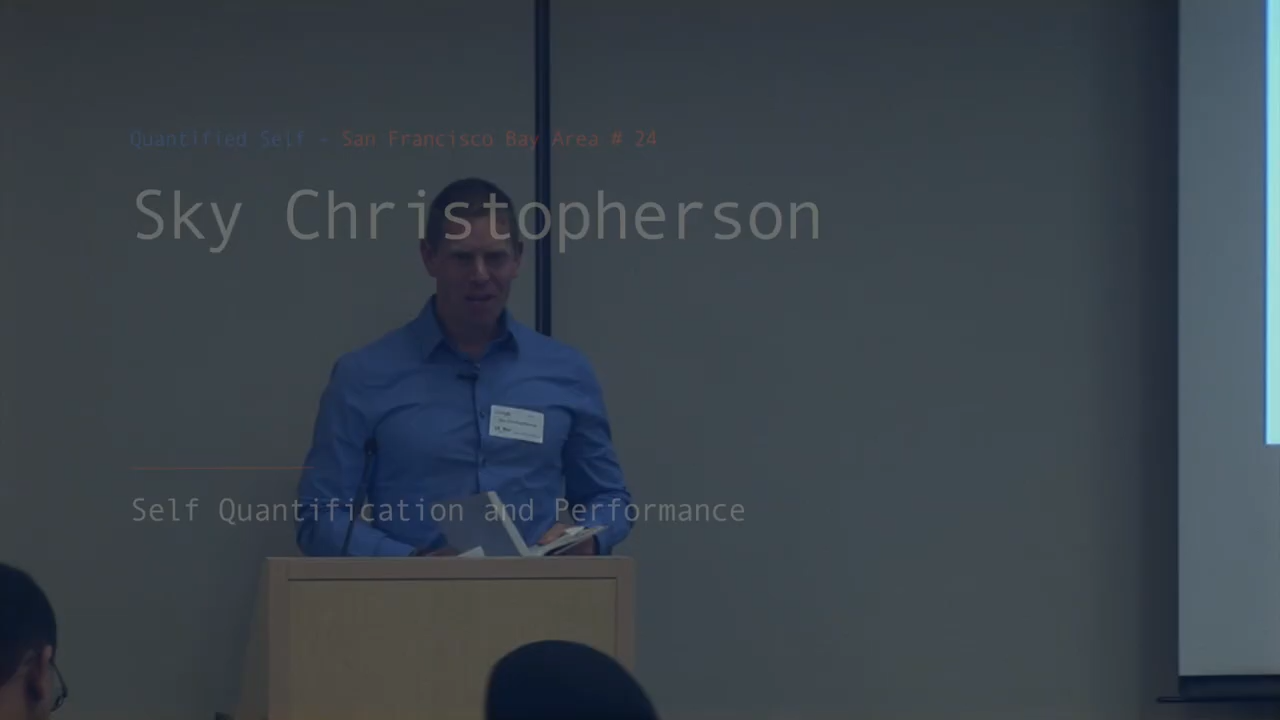 Quantified Self - San Francisco Bay Area # 24
Sky Christopherson
Self Quantification and Performance